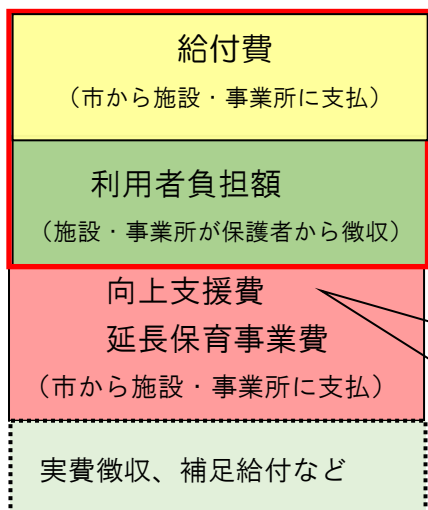 給付費
（市から施設・事業所に支払）
利用者負担額
（施設・事業所が保護者から徴収）
向上支援費
延長保育事業費
（市から施設・事業所に支払）
実費徴収、補足給付など